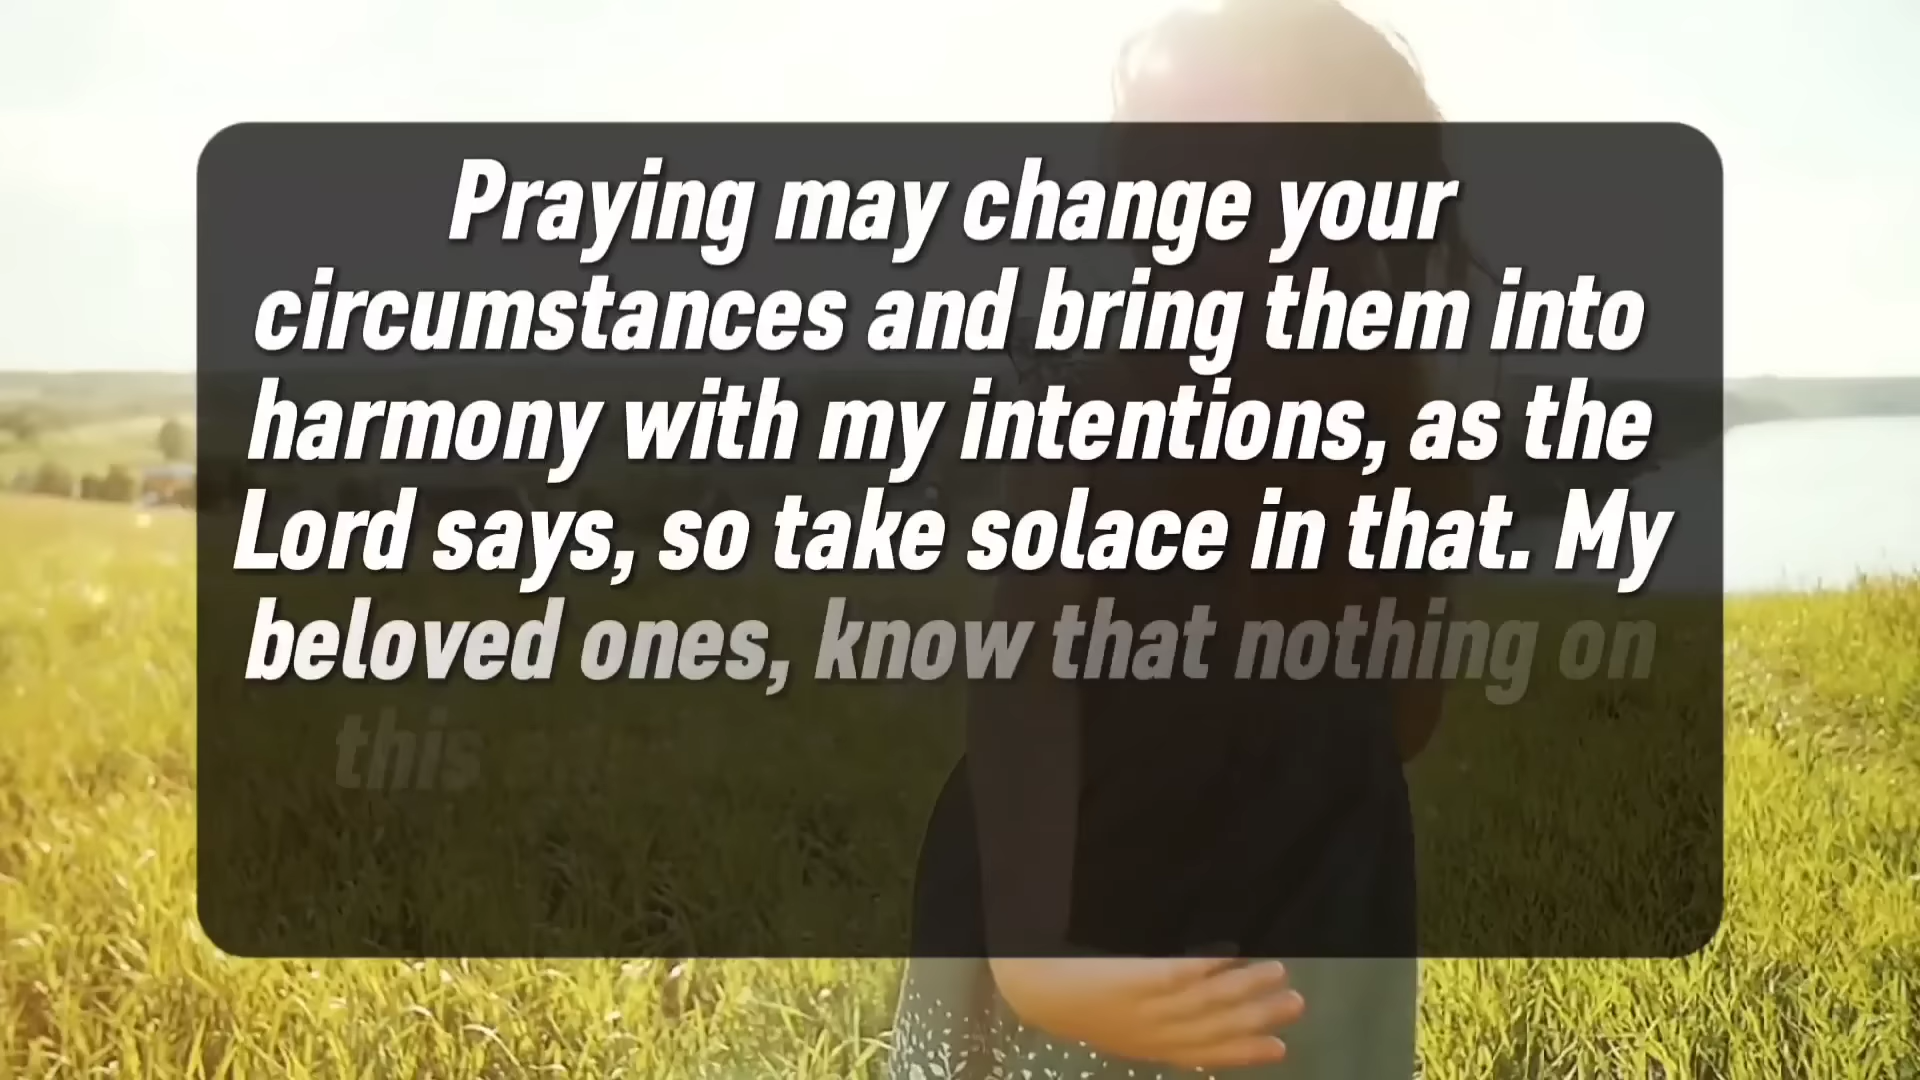 Praying may change your
circumstances and bring them into
harmony with my intentions, as the
Lord says, so take solace in that. My
beloved ones, know that nothing on
this